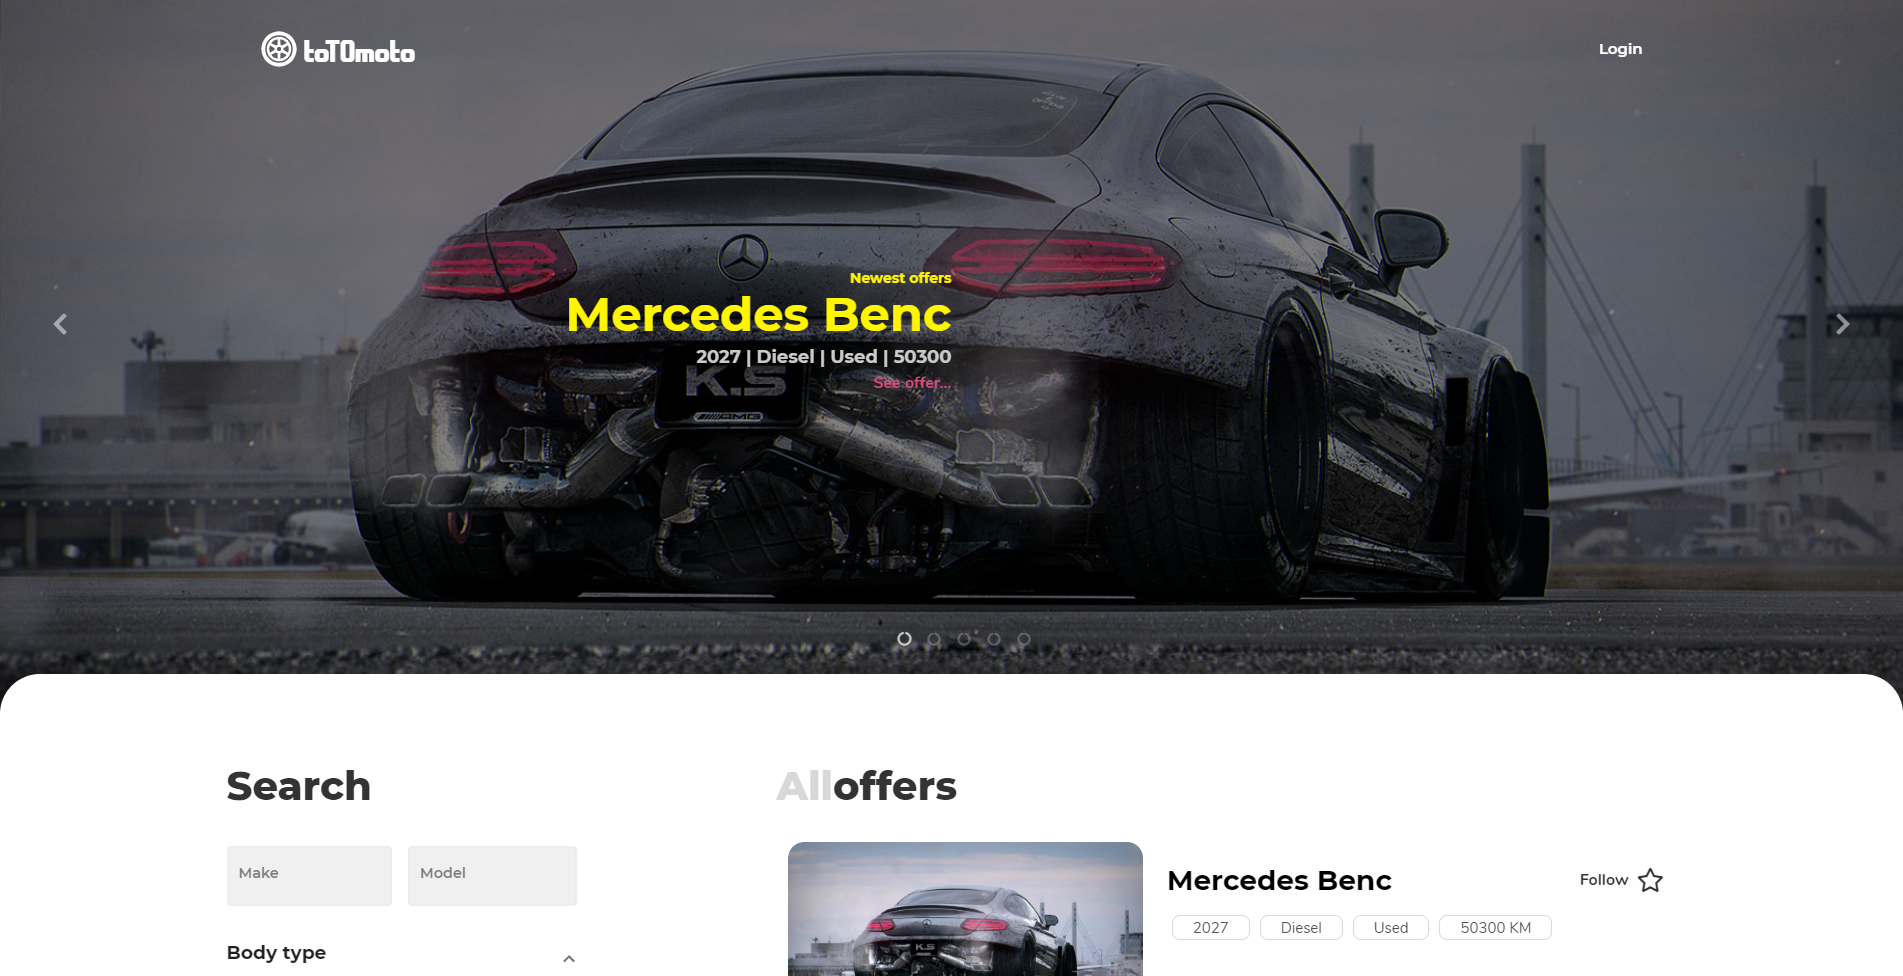 toTOmoto
Login
Newest offers
Mercedes Benc
2027 | Diesel | Used | 50300
K.S
See offer...
AMG
Search
Alloffers
Make
Model
Mercedes Benc
Follow
2027
Diesel
Used
50300 KM
K.S
Body type